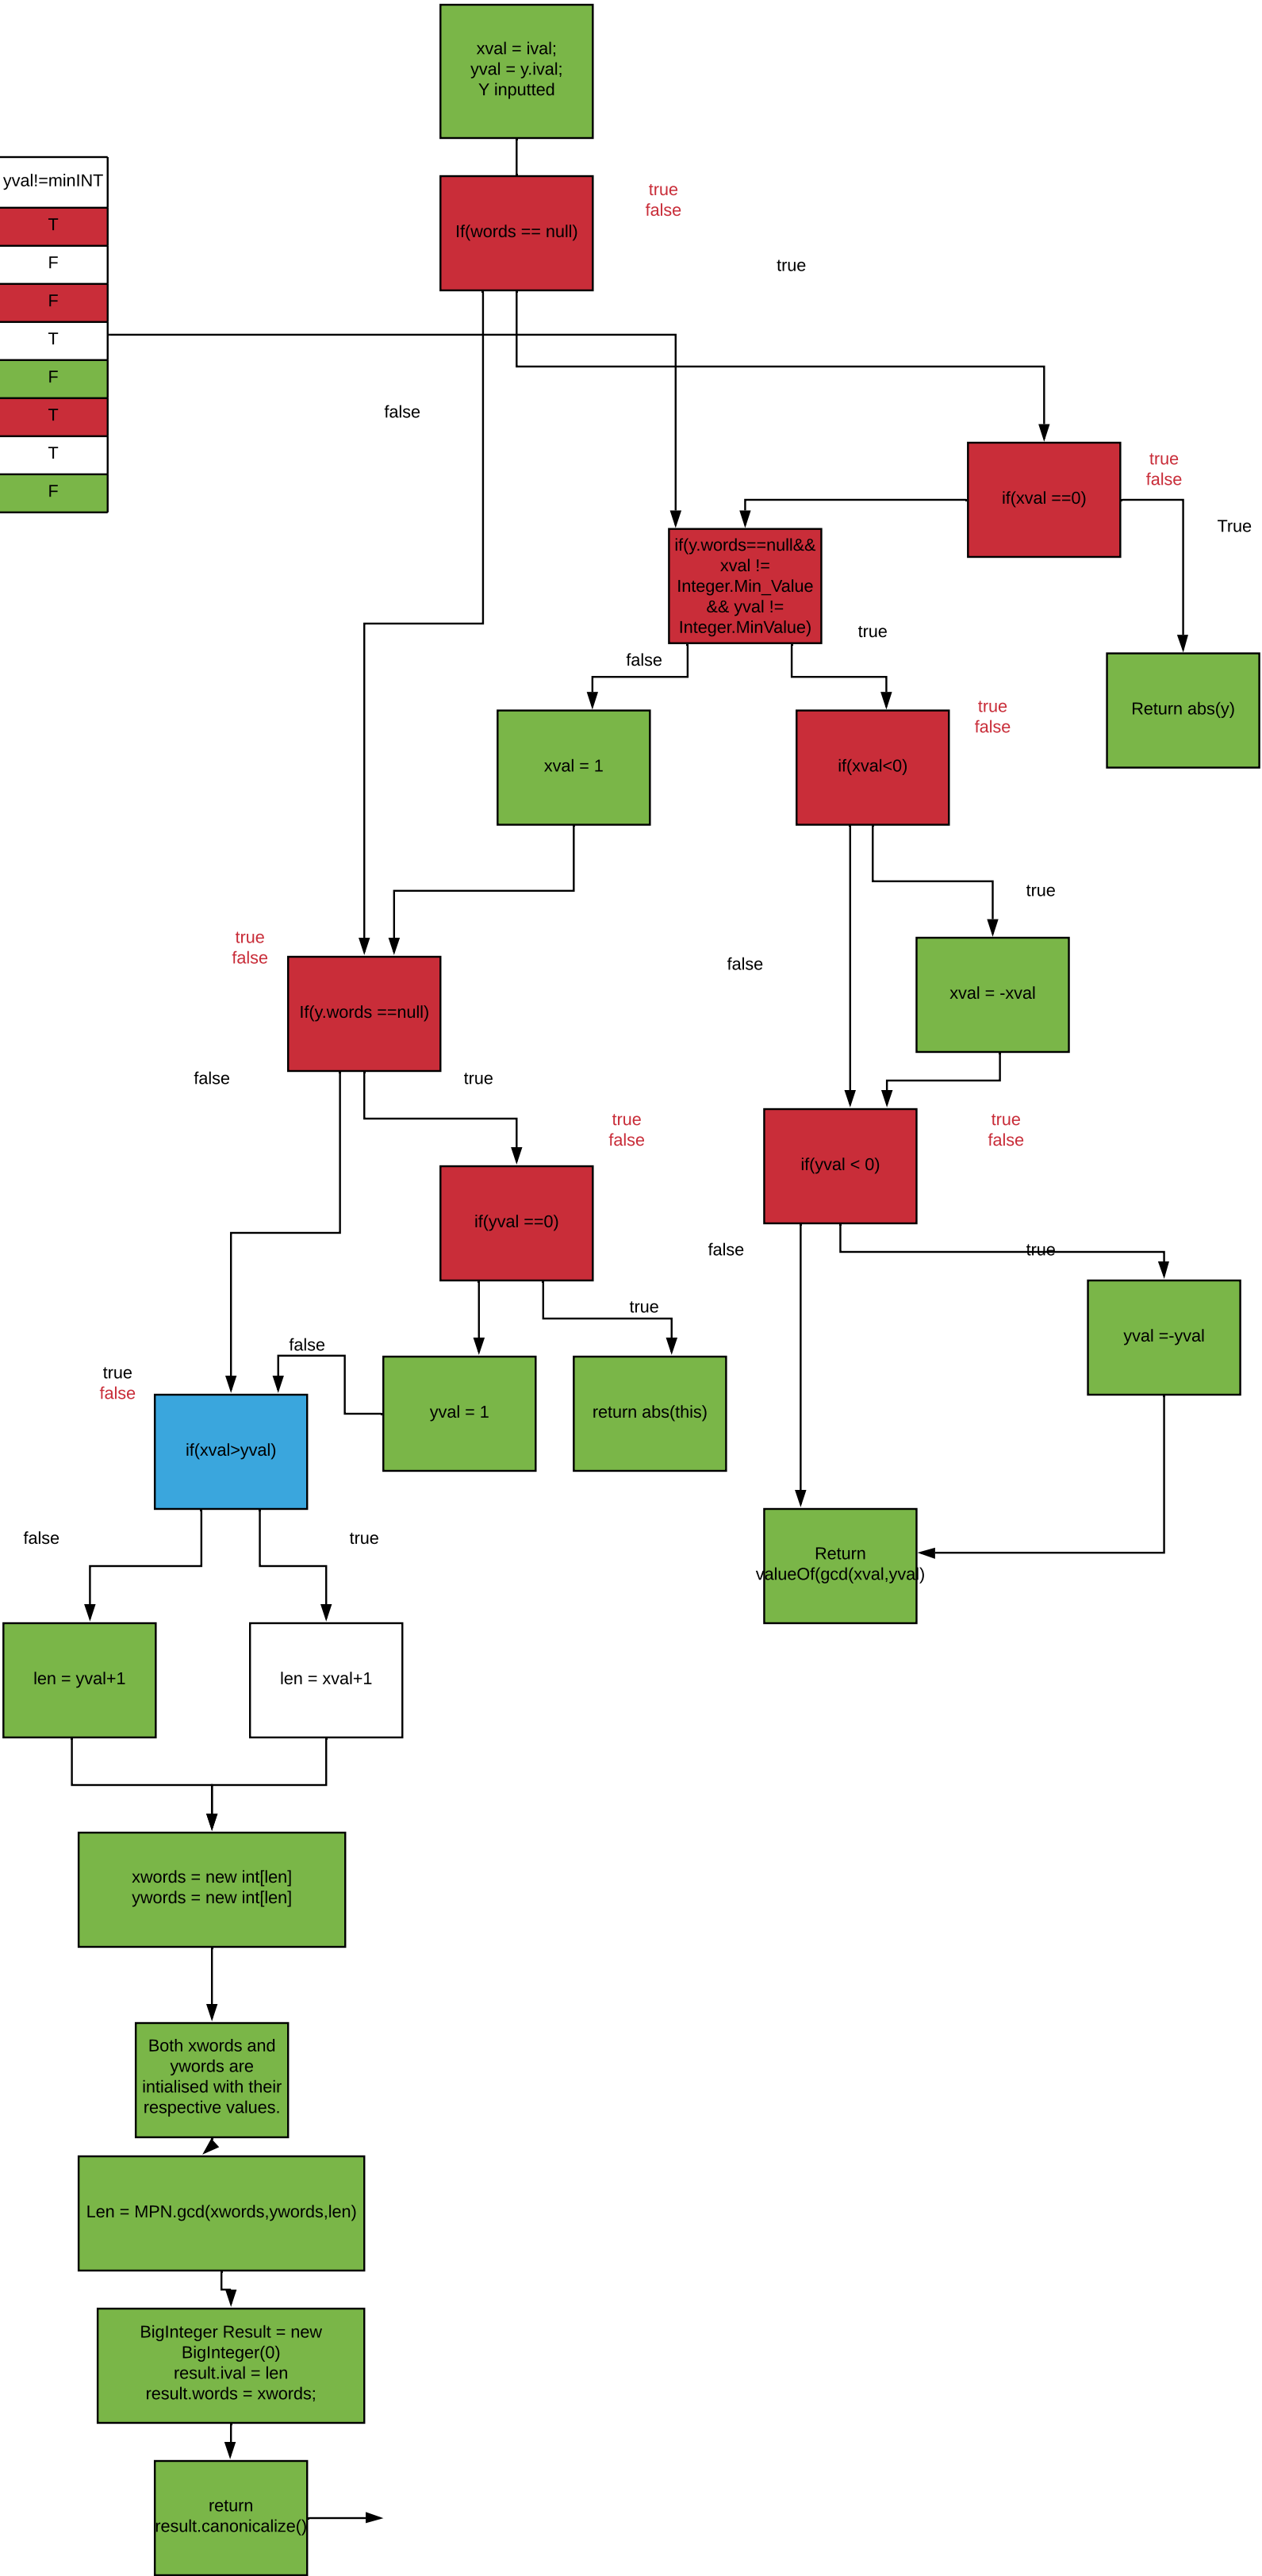 xval = ival;
yval = y.ival;
Y inputted
yval!=minINT
T
F
F
T
F
T
T
F
If(words == null)
true
false
true
false
if(xval ==0)
true
false
True
if(y.words==null&&
xval !=
Integer.Min_Value
&& yval !=
Integer.MinValue)
true
false
Return abs(y)
xval = 1
if(xval<0)
true
false
true
false
xval = -xval
true
false
If(y.words ==null)
false
true
true
false
if(yval ==0)
if(yval < 0)
true
false
false
true
yval =-yval
true
false
true
false
if(xval>yval)
yval = 1
return abs(this)
false
true
Return
valueOf(gcd(xval,yval)
len = yval+1
len = xval+1
xwords = new int[len]
ywords = new int[len]
Both xwords and
ywords are
intialised with their
respective values.
Len = MPN.gcd(xwords,ywords,len)
BigInteger Result = new
BigInteger(0)
result.ival = len
result.words = xwords;
return
result.canonicalize()